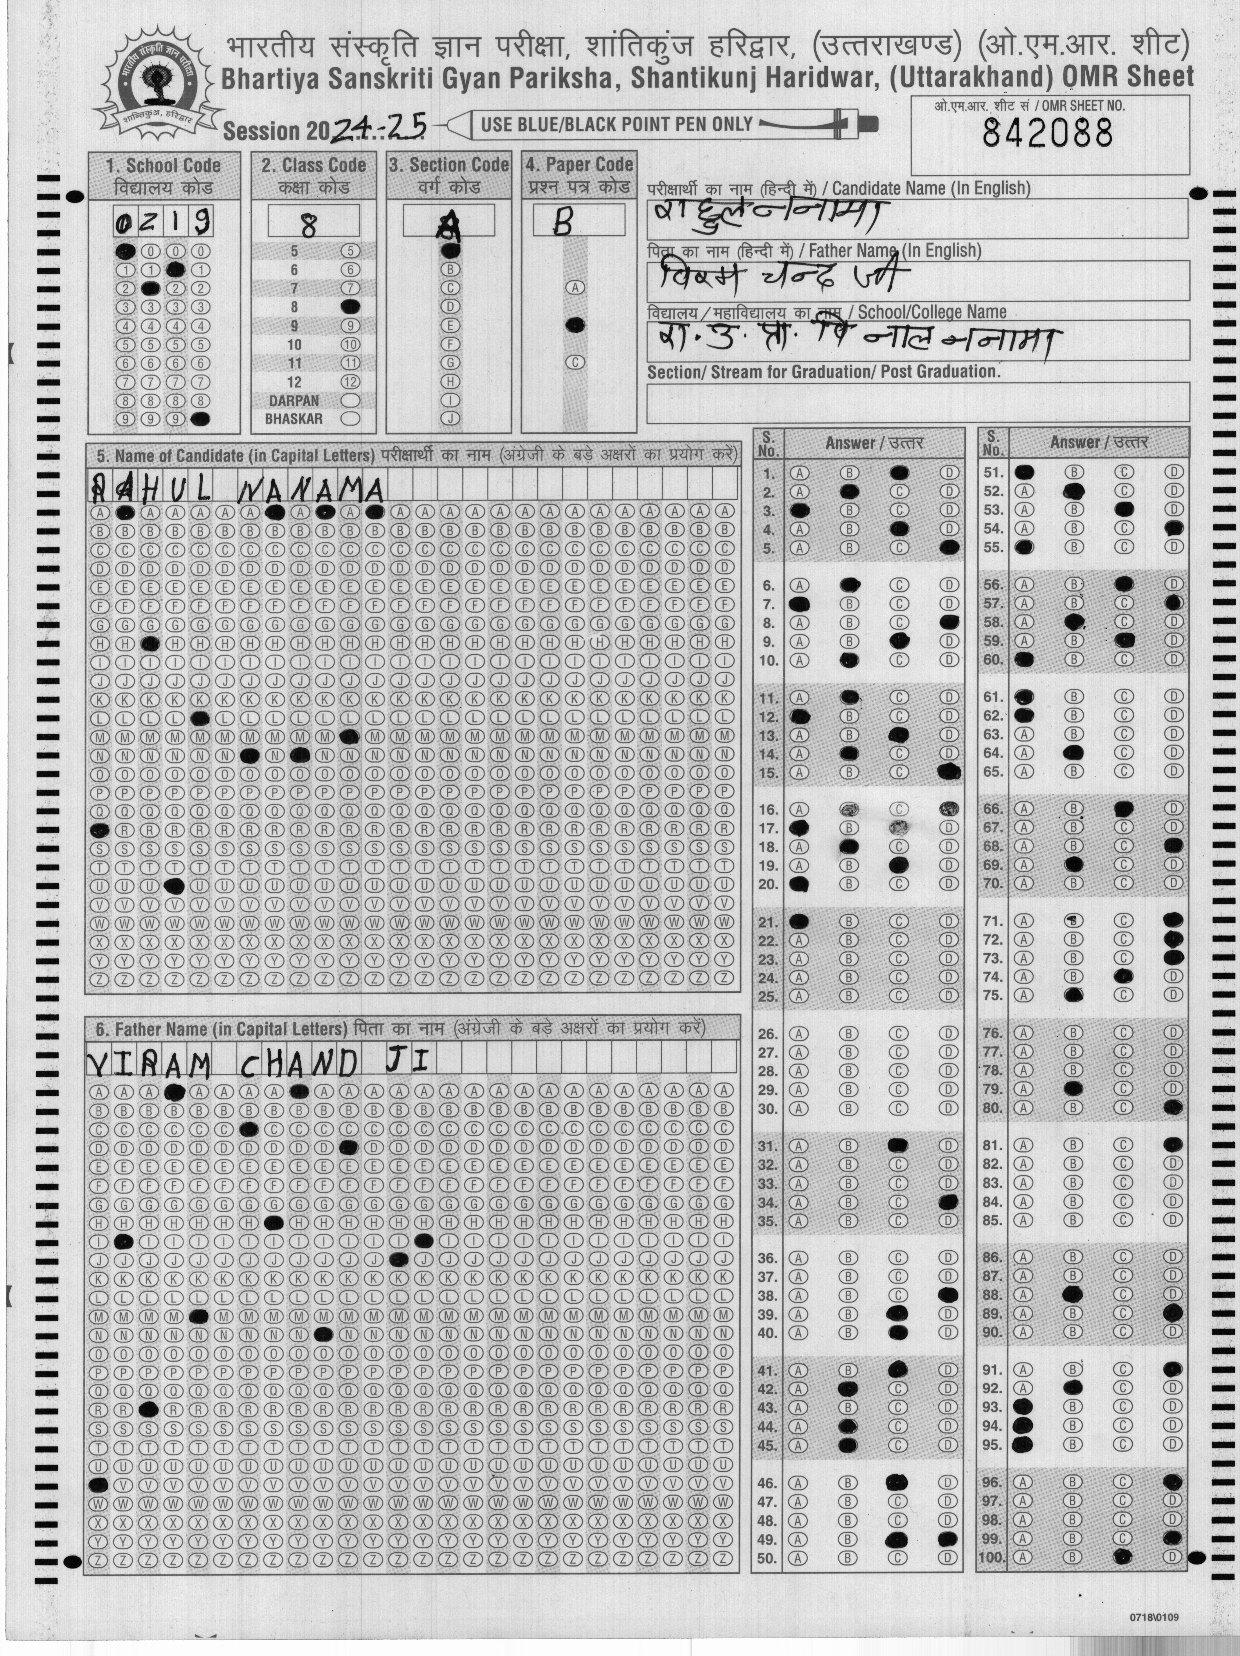 भारतीय संस्कृति ज्ञान परीक्षा, शांतिकुंज हरिद्वार, (उत्तराखण्ड) (ओ.एम.आर. शीट)
Bhartiya Sanskriti Gyan Pariksha, Shantikunj Haridwar, (Uttarakhand) OMR Sheet
Session 2024-25
USE BLUE/BLACK POINT PEN ONLY
ओ.एम.आर. शीट सं / OMR SHEET NO.
842088
1. School Code
विद्यालय कोड
0219
2. Class Code
कक्षा कोड
8
3. Section Code
वर्ग कोड
A
4. Paper Code
प्रश्न पत्र कोड
B
5
6
7
8
9
10
11
12
DARPAN
BHASKAR
परीक्षार्थी का नाम (हिन्दी में) / Candidate Name (In English)
राहुल ननामा
पिता का नाम (हिन्दी में) / Father Name (In English)
विरम चन्द जी
विद्यालय / महाविद्यालय का नाम / School/College Name
रा. उ. प्रा. वि नाल ननामा
Section/ Stream for Graduation/ Post Graduation.
5. Name of Candidate (in Capital Letters) परीक्षार्थी का नाम (अंग्रेजी के बडे अक्षरों का प्रयोग करें)
RAHUL NANAMA
6. Father Name (in Capital Letters) पिता का नाम (अंग्रेजी के बडे अक्षरों का प्रयोग करें)
VIRAM CHAND JI
S. No. Answer / उत्तर
S. No. Answer / उत्तर
0718\0109